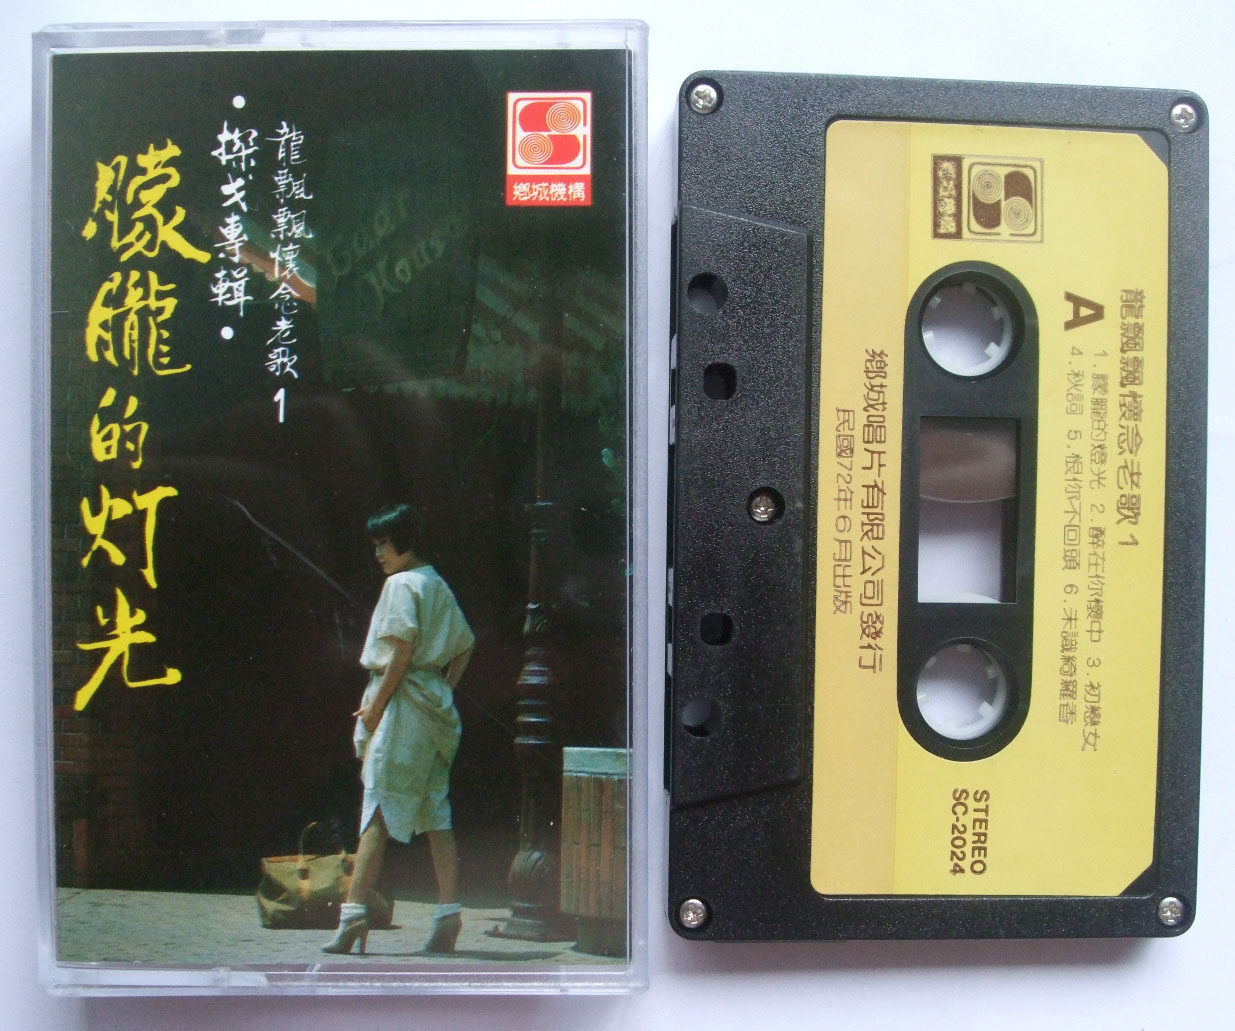 鄉城機構
龍飄飄懷念老歌1
·探戈專輯·
朦朧的灯光
鄉城機構
龍飄飄懷念老歌 1
A
1.朦朧的燈光 2.醉在你懷中 3.初戀女
4.秋詞 5.恨你不回頭 6.未識綺羅香
STEREO
SC-2024
鄉城唱片有限公司發行
民國72年6月出版